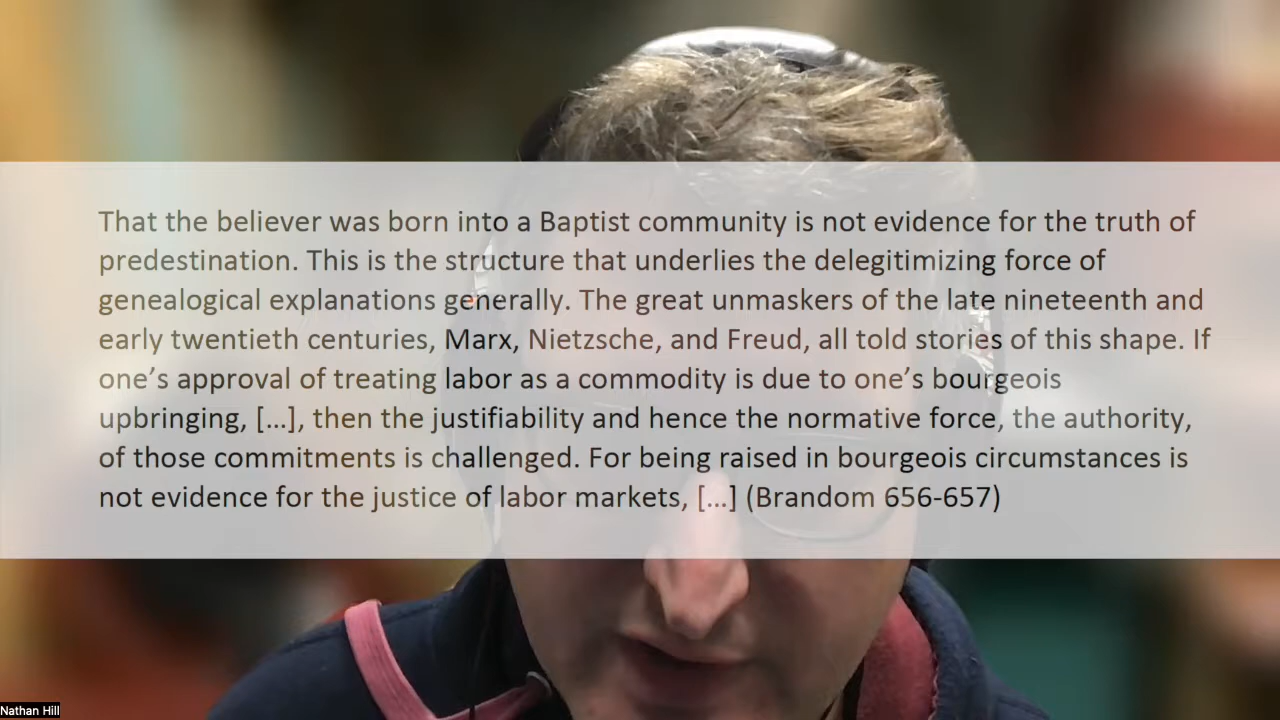 That the believer was born into a Baptist community is not evidence for the truth of
predestination. This is the structure that underlies the delegitimizing force of
genealogical explanations generally. The great unmaskers of the late nineteenth and
early twentieth centuries, Marx, Nietzsche, and Freud, all told stories of this shape. If
one’s approval of treating labor as a commodity is due to one’s bourgeois
upbringing, […], then the justifiability and hence the normative force, the authority,
of those commitments is challenged. For being raised in bourgeois circumstances is
not evidence for the justice of labor markets, […] (Brandom 656-657)
Nathan Hill